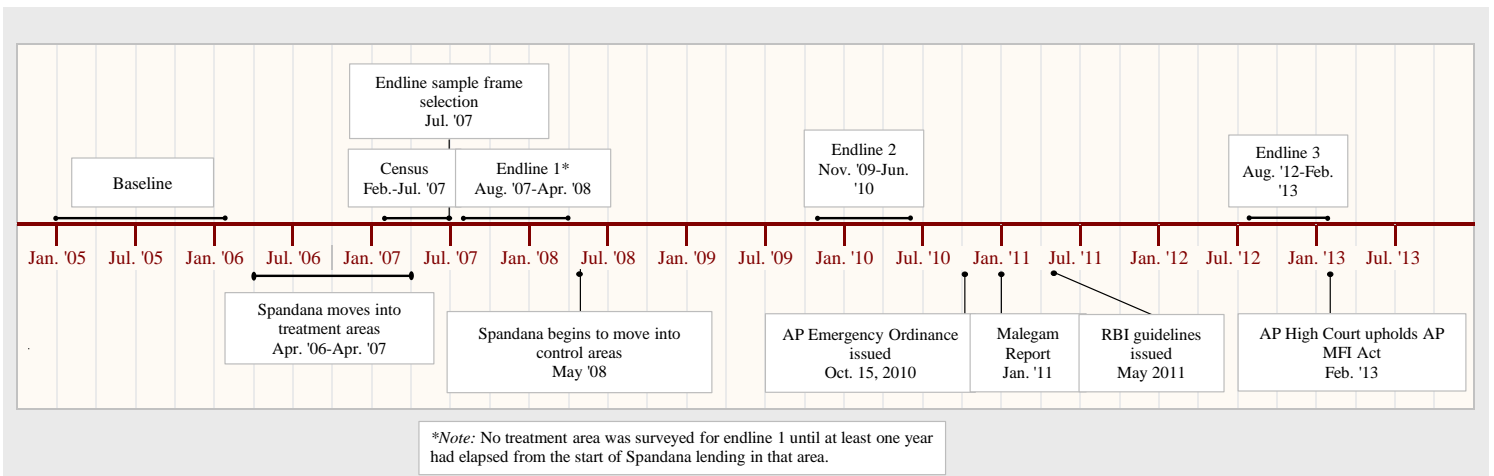 Endline sample frame
selection
Jul. '07
Baseline
Census
Feb.-Jul. '07
Endline 1*
Aug. '07-Apr. '08
Endline 2
Nov. '09-Jun.
'10
Endline 3
Aug. '12-Feb.
'13
Jan. '05 Jul. '05 Jan. '06 Jul. '06 Jan. '07 Jul. '07 Jan. '08 Jul. '08 Jan. '09 Jul. '09 Jan. '10 Jul. '10 Jan. '11 Jul. '11 Jan. '12 Jul. '12 Jan. '13 Jul. '13
Spandana moves into
treatment areas
Apr. '06-Apr. '07
Spandana begins to move into
control areas
May '08
AP Emergency Ordinance
issued
Oct. 15, 2010
Malegam
Report
Jan. '11
RBI guidelines
issued
May 2011
AP High Court upholds AP
MFI Act
Feb. '13
*Note: No treatment area was surveyed for endline 1 until at least one year
had elapsed from the start of Spandana lending in that area.